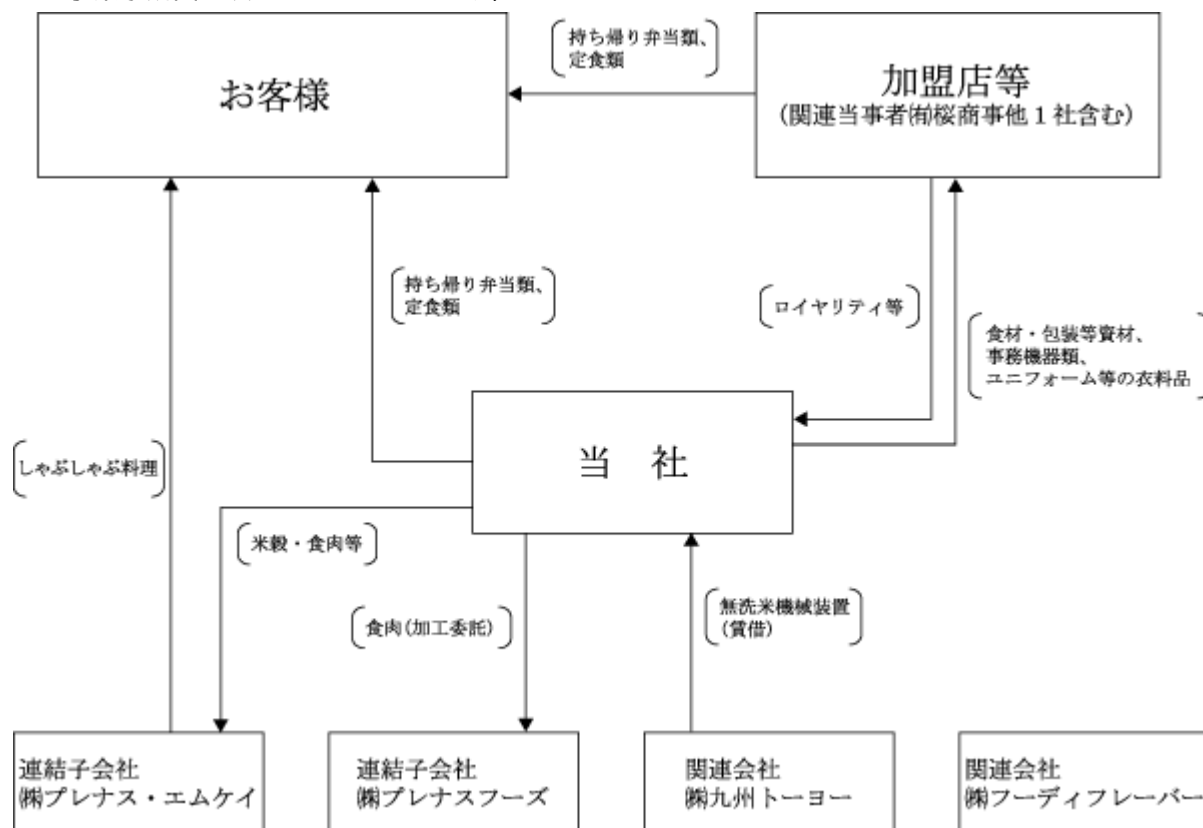 持ち帰り弁当類、
定食類
お客様
加盟店等
(関連当事者㈲桜商事他１社含む)
持ち帰り弁当類、
定食類
ロイヤリティ等
食材・包装等資材、
事務機器類、
ユニフォーム等の衣料品
当 社
しゃぶしゃぶ料理
米穀・食肉等
食肉(加工委託)
無洗米機械装置
(賃借)
連結子会社
㈱プレナス・エムケイ
連結子会社
㈱プレナスフーズ
関連会社
㈱九州トーヨー
関連会社
㈱フーディフレーバー